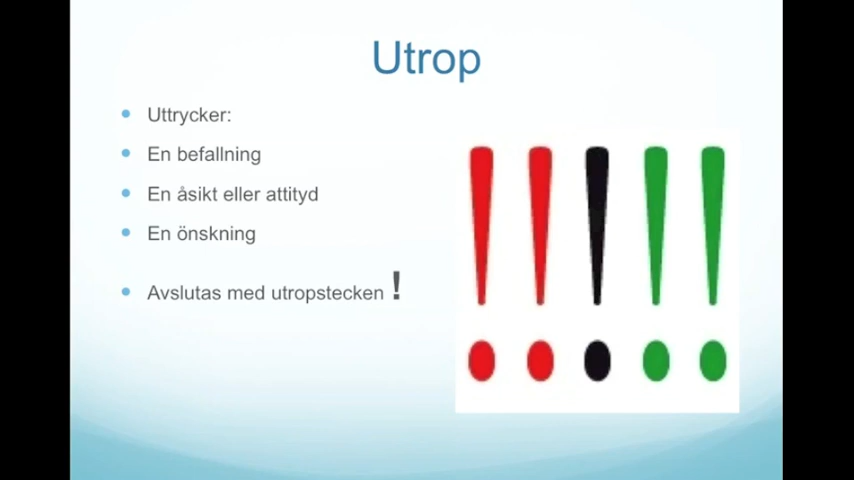 Utrop
Uttrycker:
En befallning
En åsikt eller attityd
En önskning
Avslutas med utropstecken !
! ! ! ! !